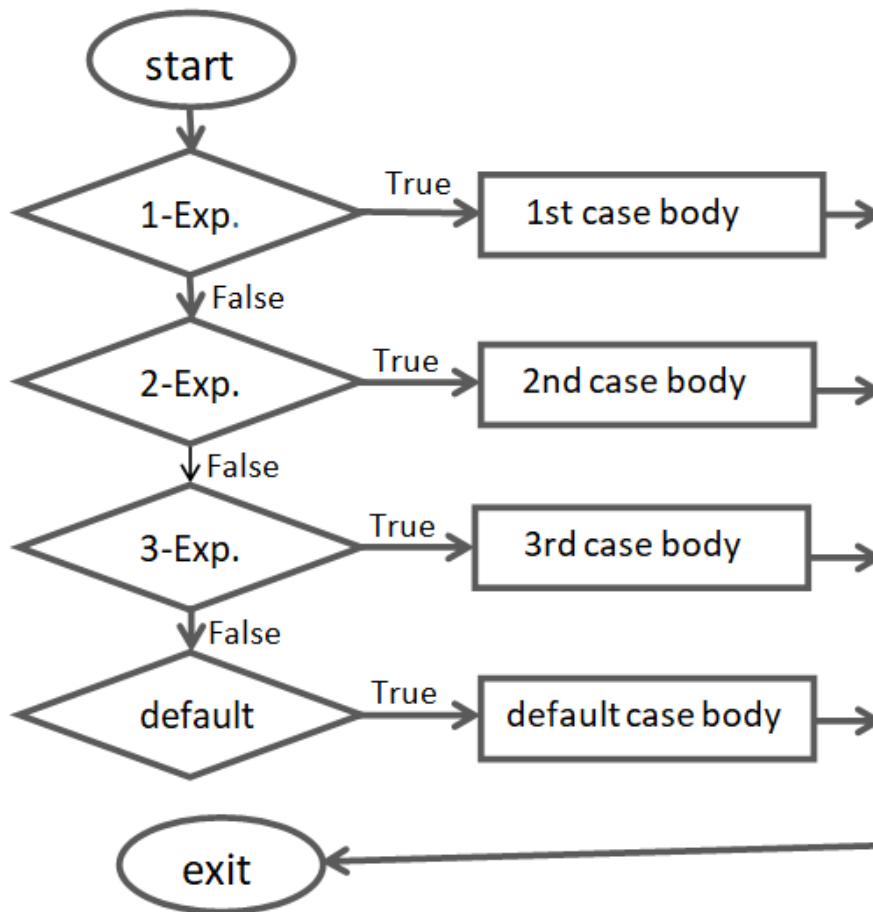 start
1-Exp.
True
1st case body
False
2-Exp.
True
2nd case body
False
3-Exp.
True
3rd case body
False
default
True
default case body
exit